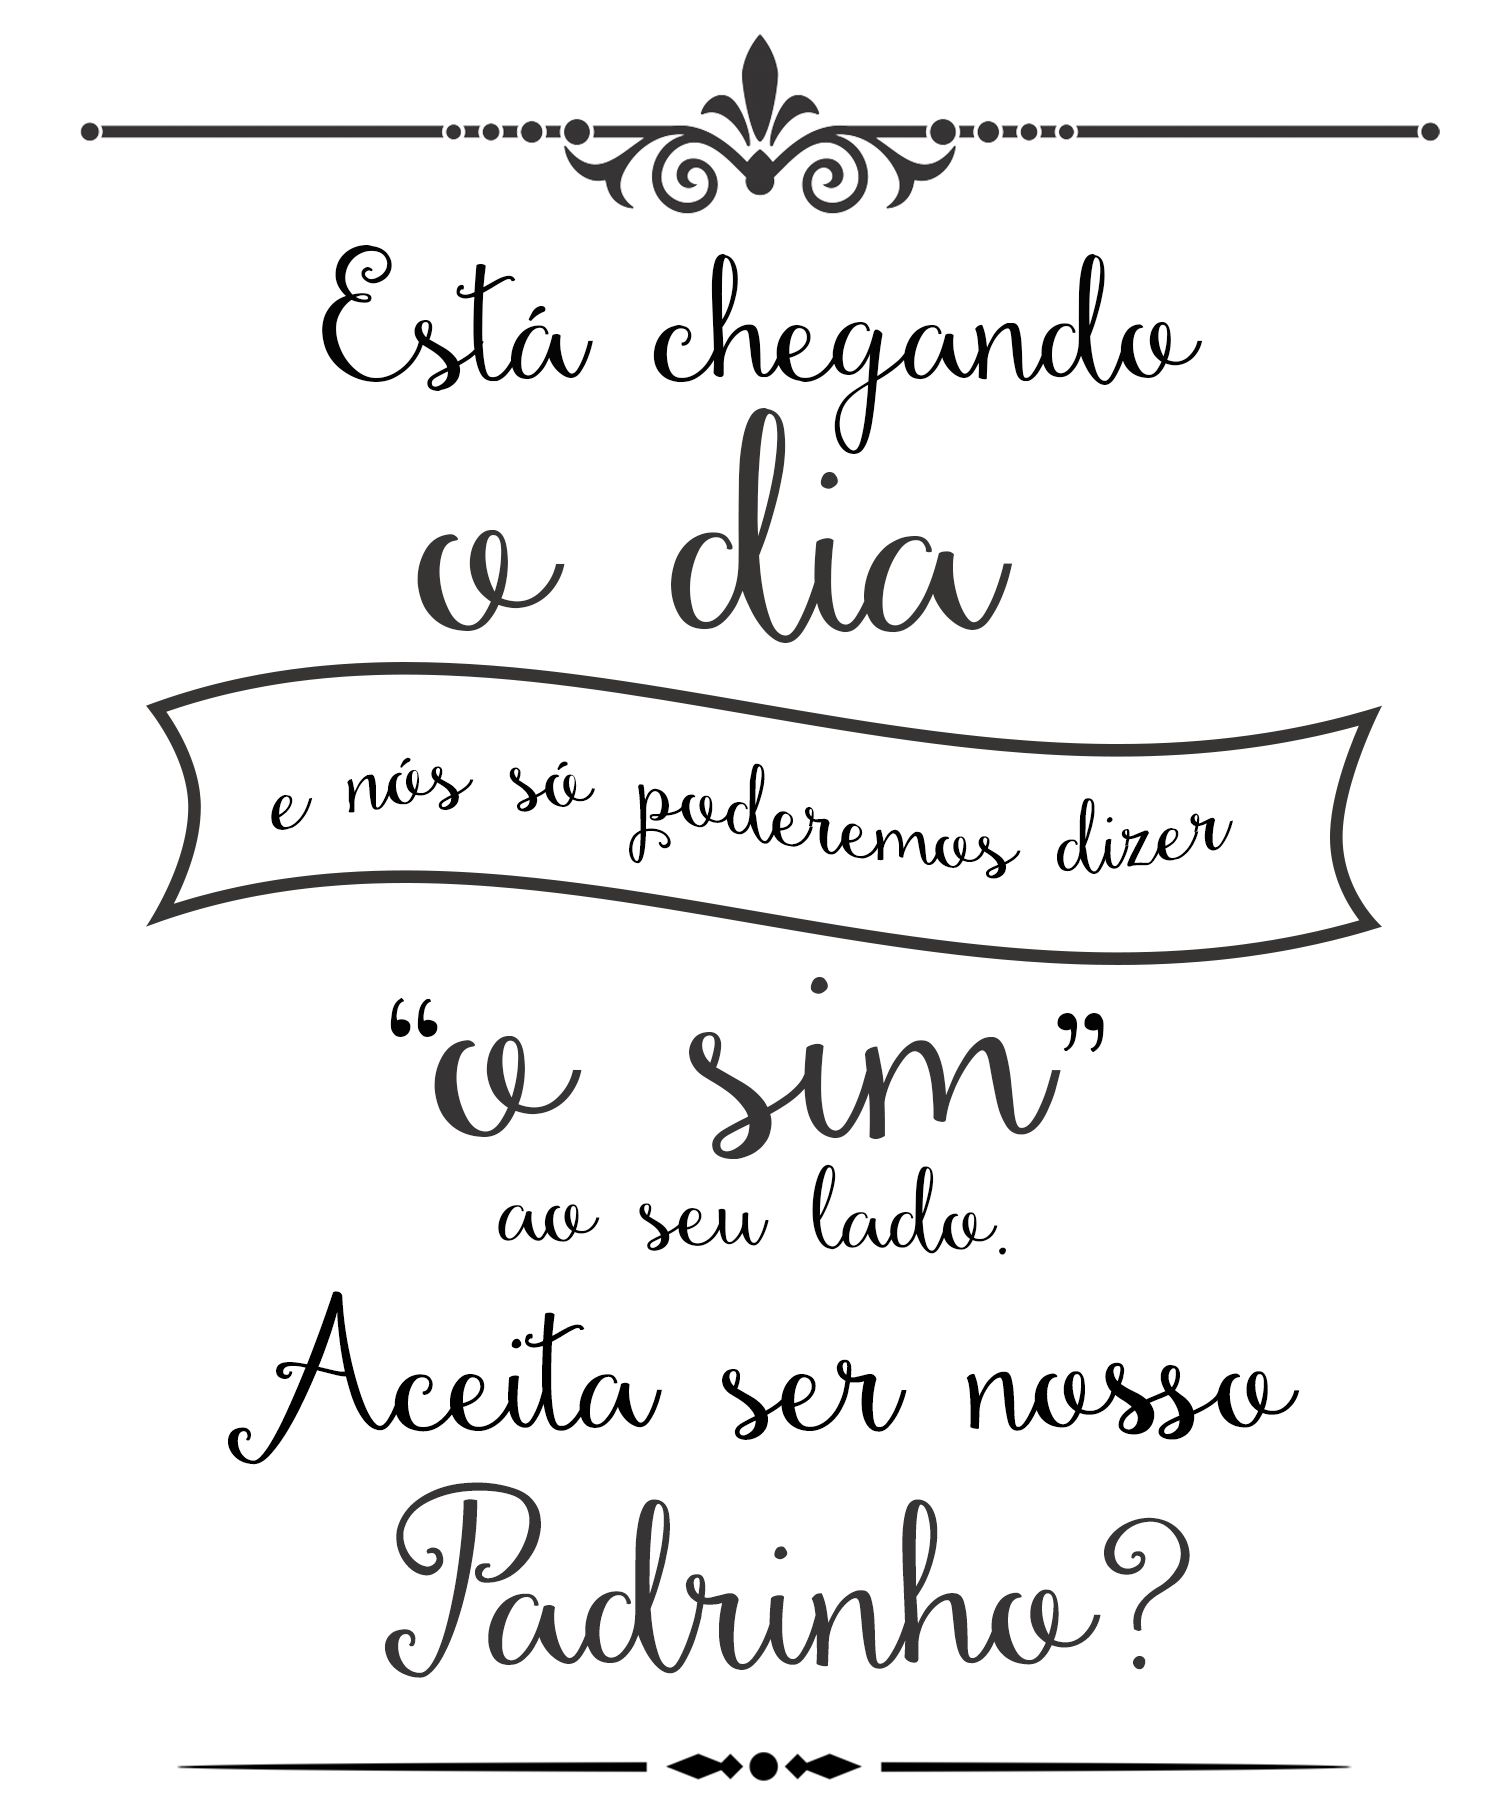 Está chegando
o dia
e nós só poderemos dizer
“o sim”
ao seu lado.
Aceita ser nosso
Padrinho?